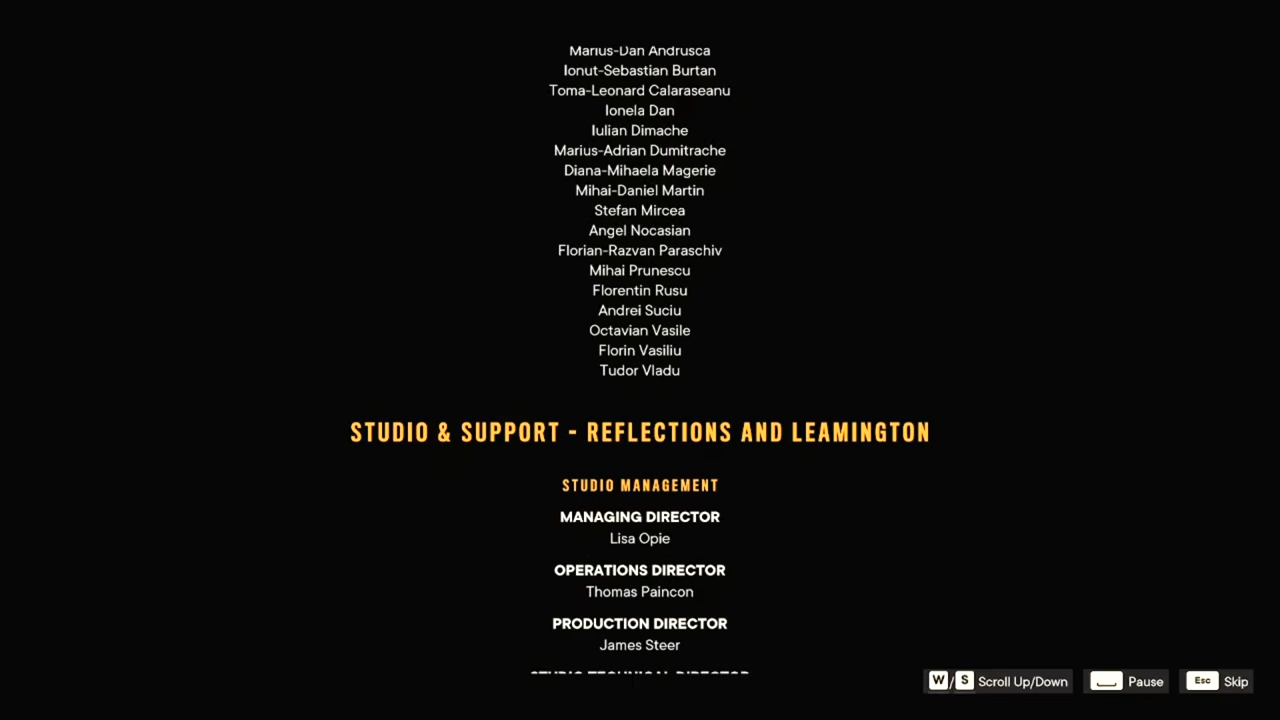 Marius-Dan Andrusca
Ionut-Sebastian Burtan
Toma-Leonard Calaraseanu
Ionela Dan
Iulian Dimache
Marius-Adrian Dumitrache
Diana-Mihaela Magerie
Mihai-Daniel Martin
Stefan Mircea
Angel Nocasian
Florian-Razvan Paraschiv
Mihai Prunescu
Florentin Rusu
Andrei Suciu
Octavian Vasile
Florin Vasiliu
Tudor Vladu
STUDIO & SUPPORT - REFLECTIONS AND LEAMINGTON
STUDIO MANAGEMENT
MANAGING DIRECTOR
Lisa Opie
OPERATIONS DIRECTOR
Thomas Paincon
PRODUCTION DIRECTOR
James Steer
STUDIO TECHNICAL DIRECTOR
W/S Scroll Up/Down Pause Esc Skip